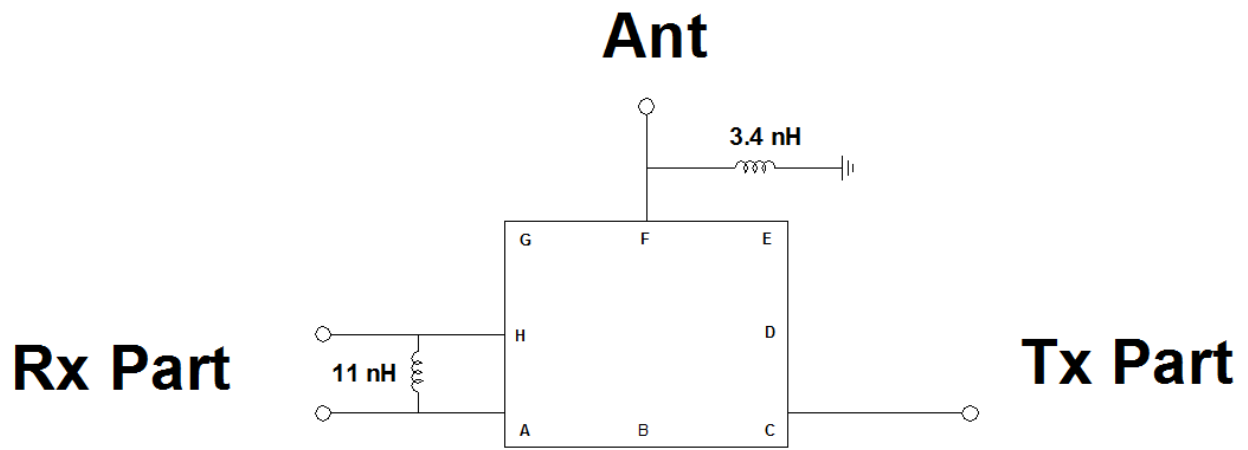 Ant
3.4 nH
G F E
H D
Rx Part 11 nH Tx Part
A B C